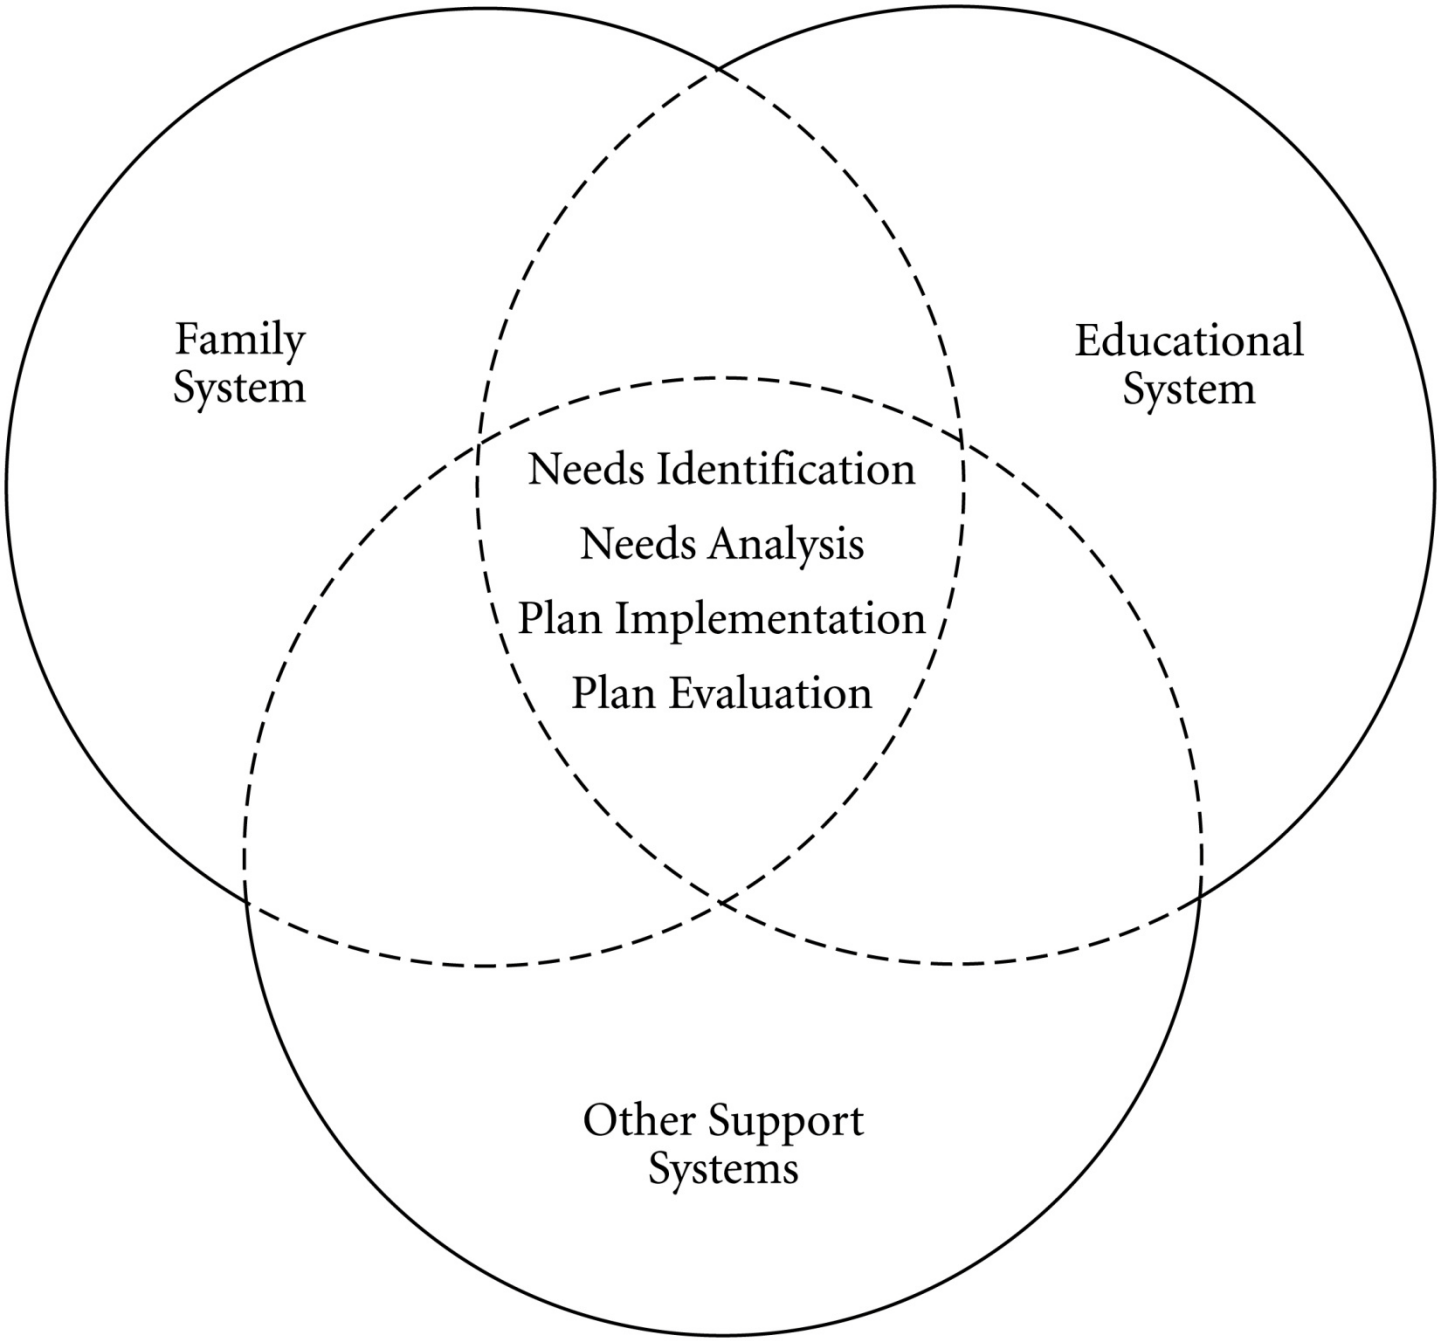 Family
System
Educational
System
Needs Identification
Needs Analysis
Plan Implementation
Plan Evaluation
Other Support
Systems